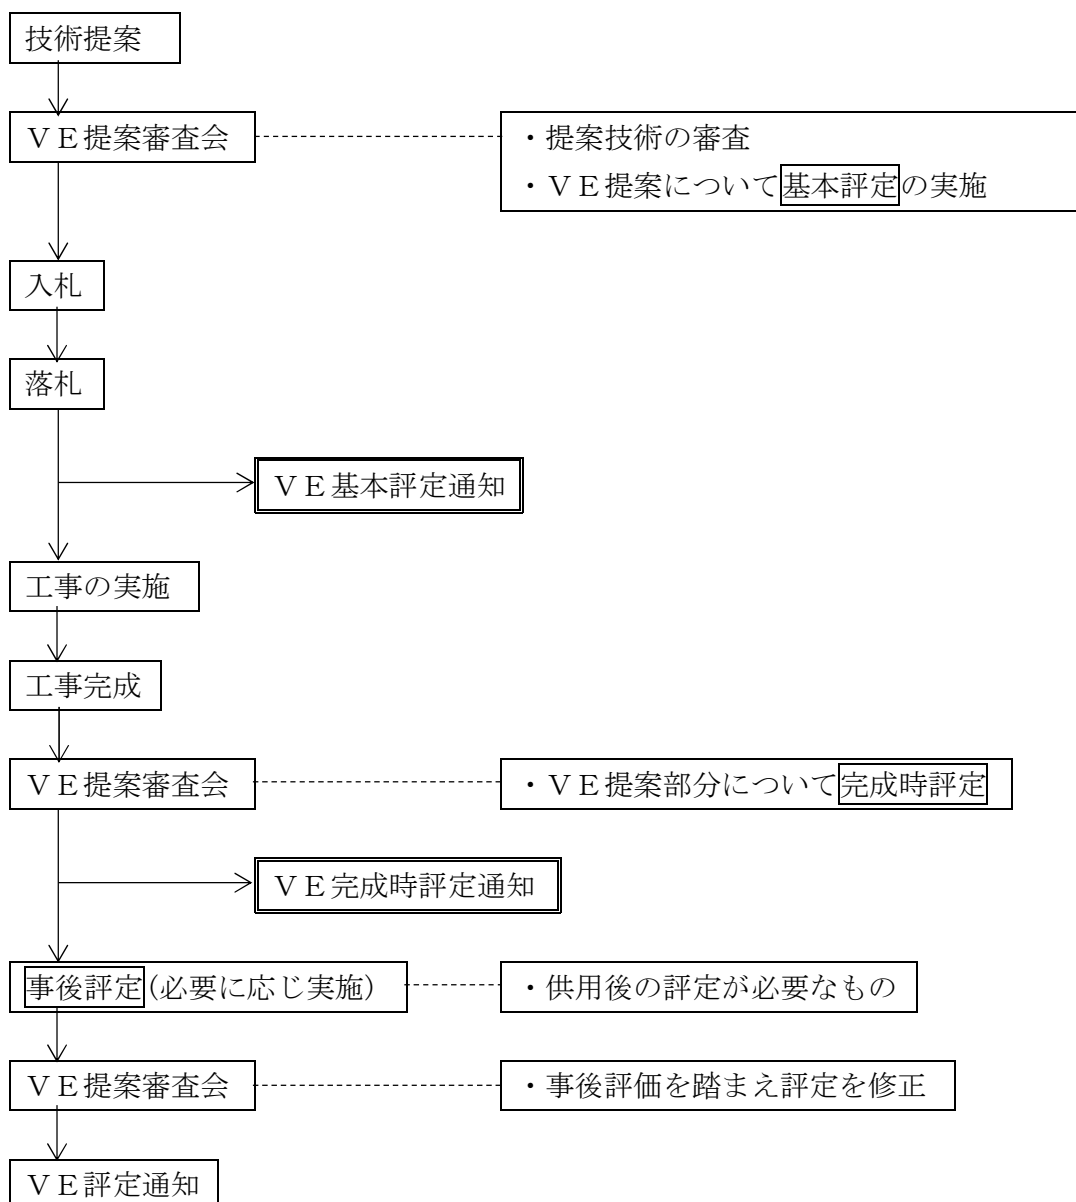 技術提案
ＶＥ提案審査会
・提案技術の審査
・ＶＥ提案について基本評定の実施
入札
落札
ＶＥ基本評定通知
工事の実施
工事完成
ＶＥ提案審査会
・ＶＥ提案部分について完成時評定
ＶＥ完成時評定通知
事後評定(必要に応じ実施)
・供用後の評定が必要なもの
ＶＥ提案審査会
・事後評価を踏まえ評定を修正
ＶＥ評定通知